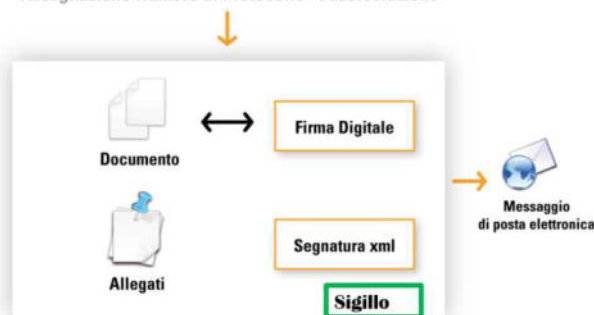 Documento
Firma Digitale
Allegati
Segnatura xml
Sigillo
Messaggio
di posta elettronica